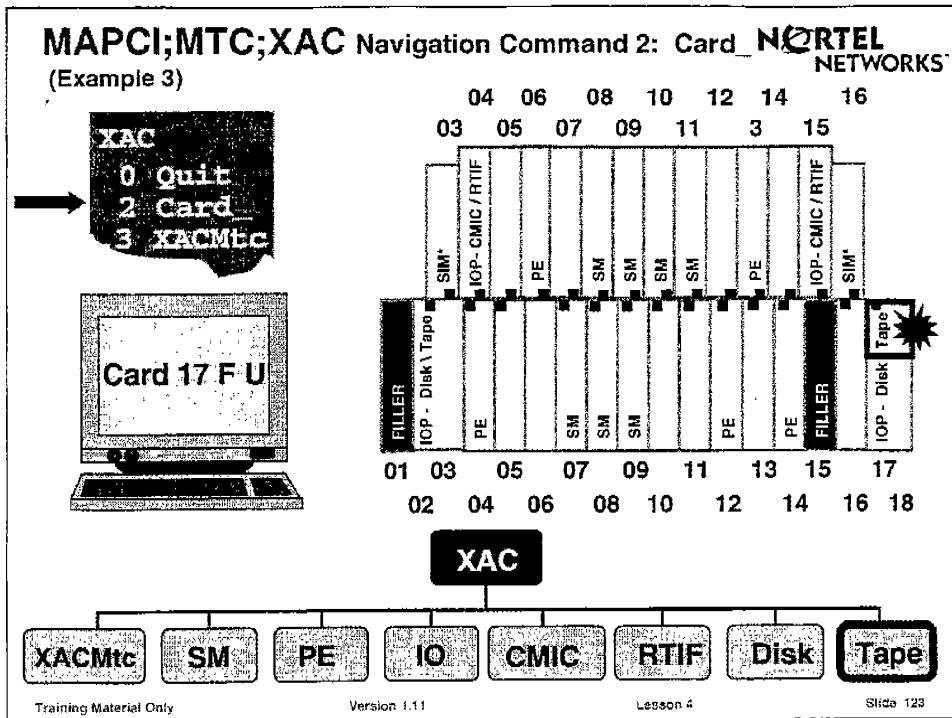 MAPCI;MTC;XAC Navigation Command 2: Card_
NORTEL
NETWORKS
(Example 3)
XAC
0 Quit
2 Card_
3 XACMtc
Card 17 F U
04 06 08 10 12 14 16
03 05 07 09 11 3 15
SIM*
IOP- CMIC / RTIF
PE
SM
SM
SM
SM
PE
IOP- CMIC / RTIF
SIM*
FILLER
IOP - Disk \ Tape
PE
SM
SM
SM
PE
PE
FILLER
IOP - Disk
Tape
01 03 05 07 09 11 13 15 17
02 04 06 08 10 12 14 16 18
XAC
XACMtc SM PE IO CMIC RTIF Disk Tape
Training Material Only Version 1.11 Lesson 4 Slide 123